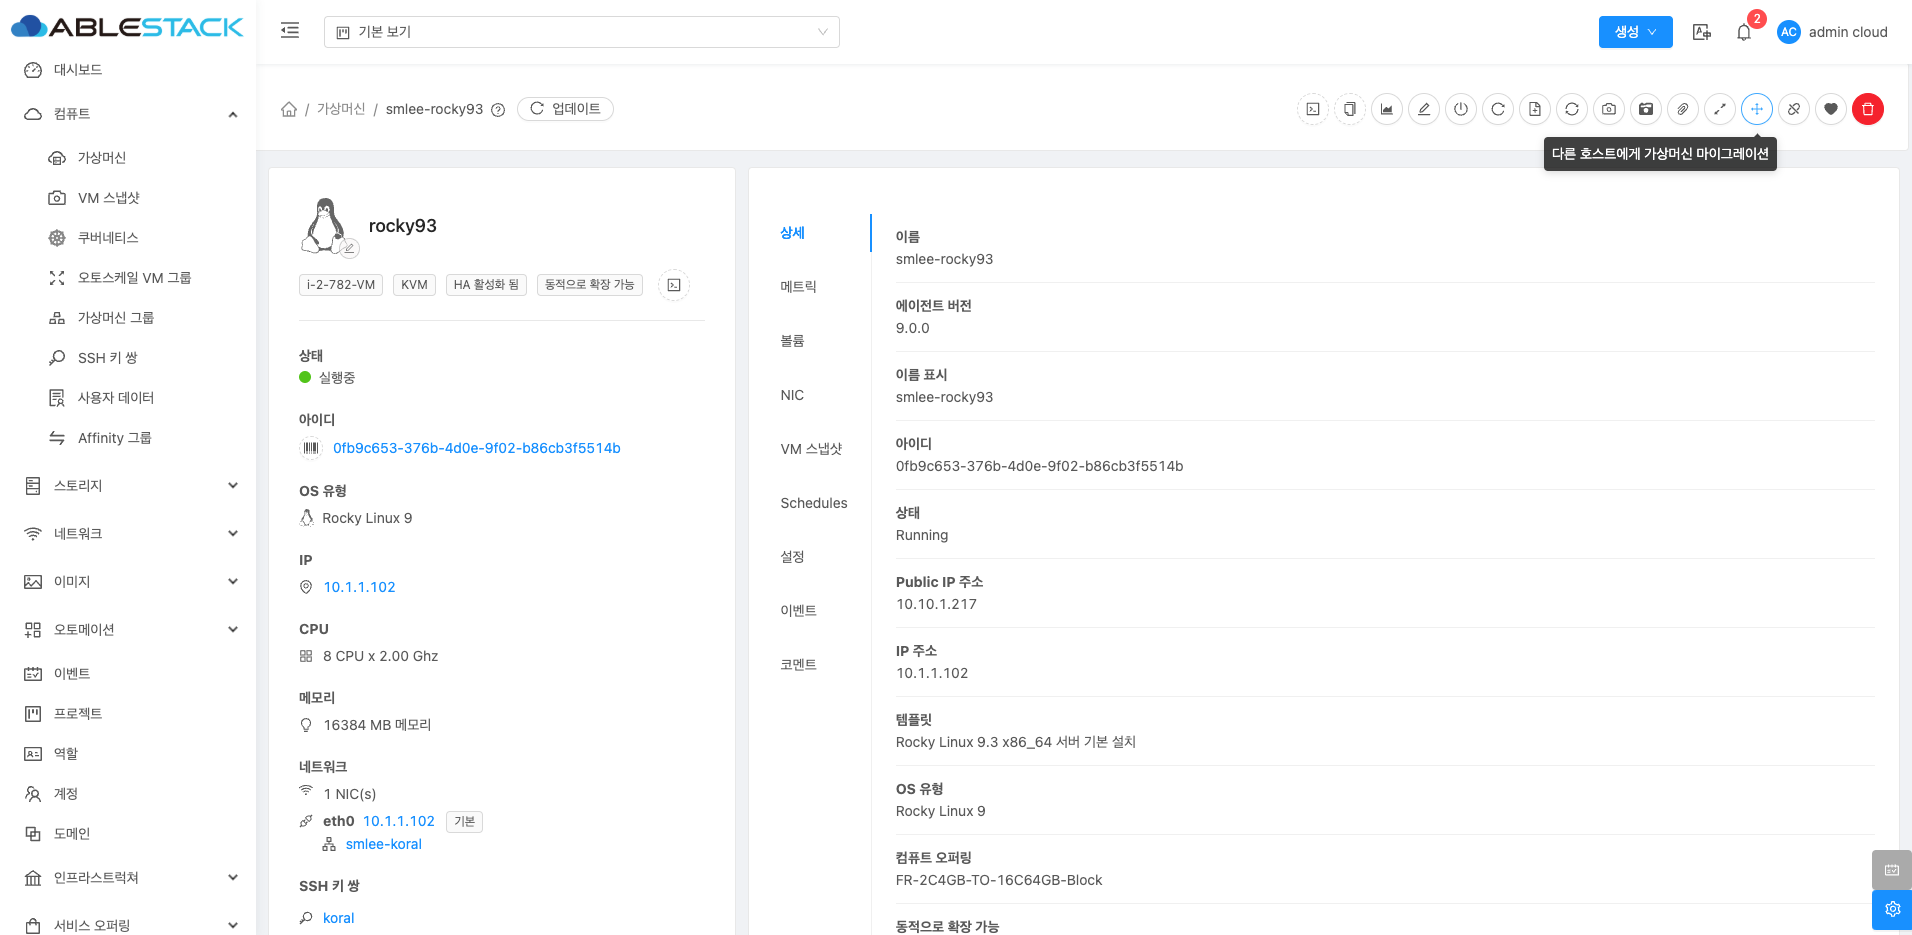 ABLESTACK
기본 보기
생성
2
AC
admin cloud
대시보드
컴퓨트
가상머신
VM 스냅샷
쿠버네티스
오토스케일 VM 그룹
가상머신 그룹
SSH 키 쌍
사용자 데이터
Affinity 그룹
스토리지
네트워크
이미지
오토메이션
이벤트
프로젝트
역할
계정
도메인
인프라스트럭쳐
서비스 오퍼링
/ 가상머신 / smlee-rocky93
업데이트
다른 호스트에게 가상머신 마이그레이션
rocky93
i-2-782-VM
KVM
HA 활성화 됨
동적으로 확장 가능
상태
실행중
아이디
0fb9c653-376b-4d0e-9f02-b86cb3f5514b
OS 유형
Rocky Linux 9
IP
10.1.1.102
CPU
8 CPU x 2.00 Ghz
메모리
16384 MB 메모리
네트워크
1 NIC(s)
eth0 10.1.1.102 기본
smlee-koral
SSH 키 쌍
koral
상세
메트릭
볼륨
NIC
VM 스냅샷
Schedules
설정
이벤트
코멘트
이름
smlee-rocky93
에이전트 버전
9.0.0
이름 표시
smlee-rocky93
아이디
0fb9c653-376b-4d0e-9f02-b86cb3f5514b
상태
Running
Public IP 주소
10.10.1.217
IP 주소
10.1.1.102
템플릿
Rocky Linux 9.3 x86_64 서버 기본 설치
OS 유형
Rocky Linux 9
컴퓨트 오퍼링
FR-2C4GB-TO-16C64GB-Block
동적으로 확장 가능